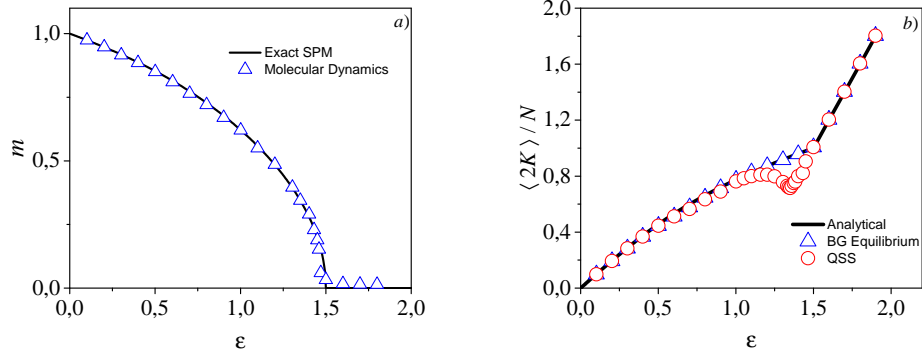 a)
1,0
0,5
0,0
m
Exact SPM
Molecular Dynamics
0,0 0,5 1,0 1,5 2,0
ε
b)
2,0
1,6
1,2
0,8
0,4
0,0
⟨2K⟩ / N
Analytical
BG Equilibrium
QSS
0,0 0,5 1,0 1,5 2,0
ε